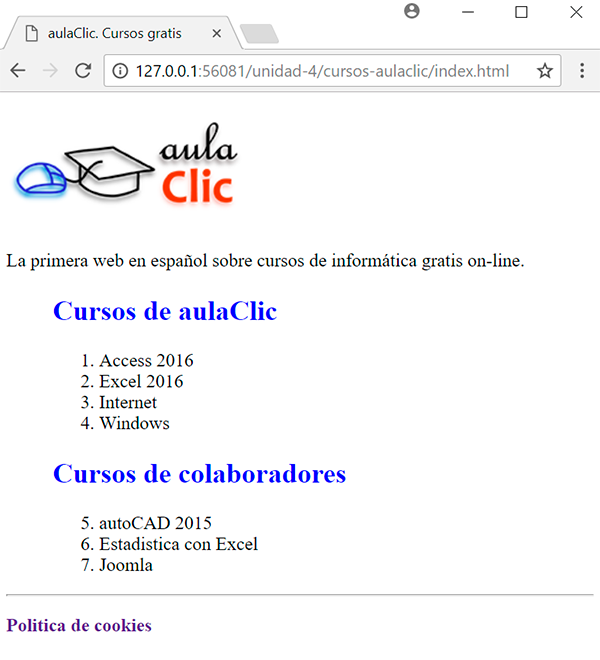 aulaClic. Cursos gratis
127.0.0.1:56081/unidad-4/cursos-aulaclic/index.html
aula
Clic
La primera web en español sobre cursos de informática gratis on-line.
Cursos de aulaClic
1. Access 2016
2. Excel 2016
3. Internet
4. Windows
Cursos de colaboradores
5. autoCAD 2015
6. Estadistica con Excel
7. Joomla
Politica de cookies